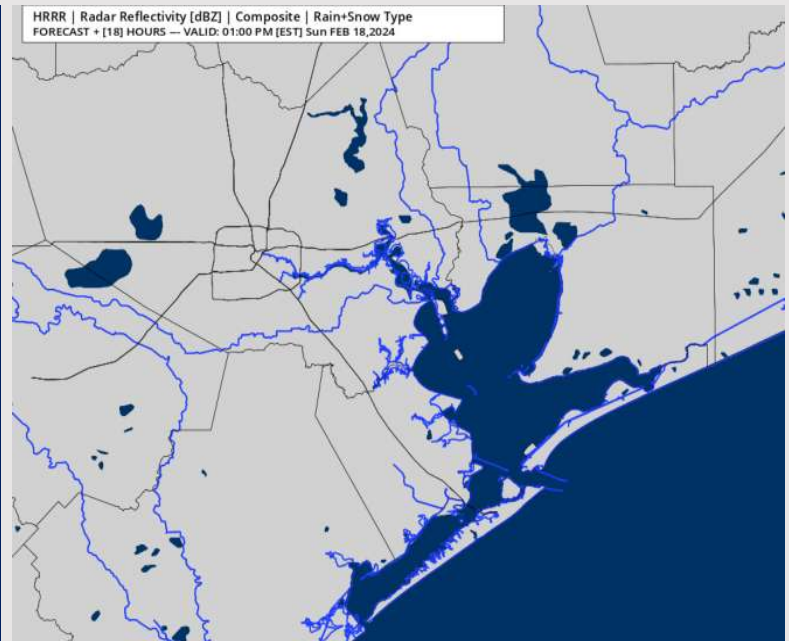 HRRR | Radar Reflectivity [dBZ] | Composite | Rain+Snow Type
FORECAST + [18] HOURS --- VALID: 01:00 PM [EST] Sun FEB 18,2024